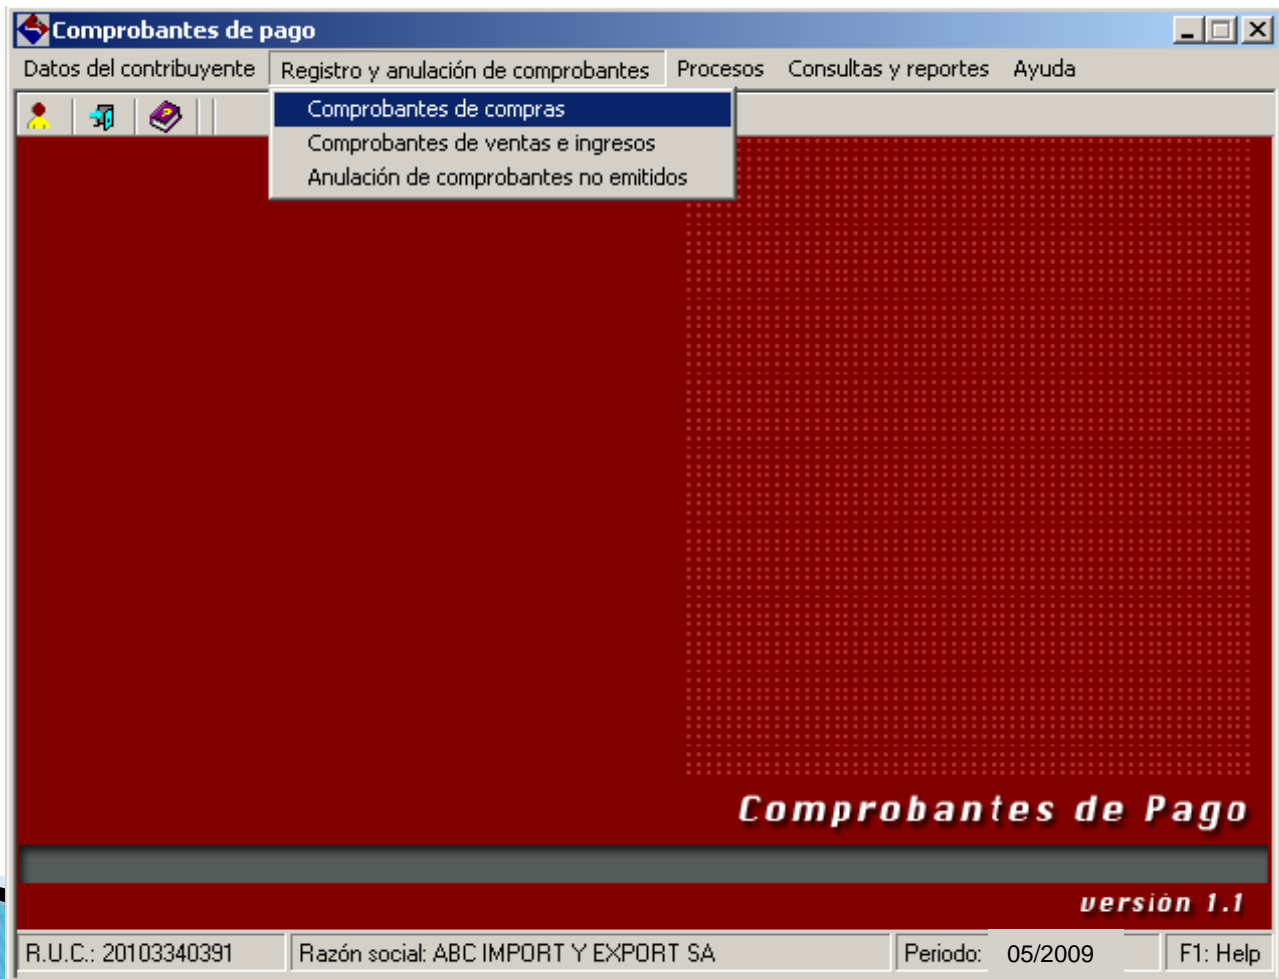 Comprobantes de pago
Datos del contribuyente Registro y anulación de comprobantes Procesos Consultas y reportes Ayuda
Comprobantes de compras
Comprobantes de ventas e ingresos
Anulación de comprobantes no emitidos
Comprobantes de Pago
versión 1.1
R.U.C.: 20103340391 Razón social: ABC IMPORT Y EXPORT SA Periodo: 05/2009 F1: Help